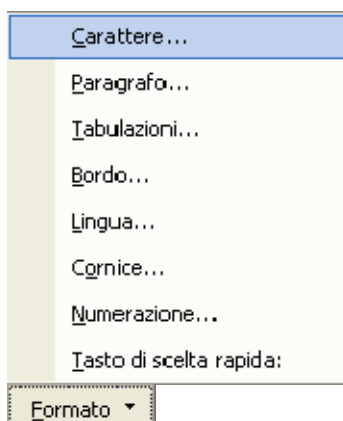 Carattere...
Paragrafo...
Tabulazioni...
Bordo...
Lingua...
Cornice...
Numerazione...
Tasto di scelta rapida:
Formato